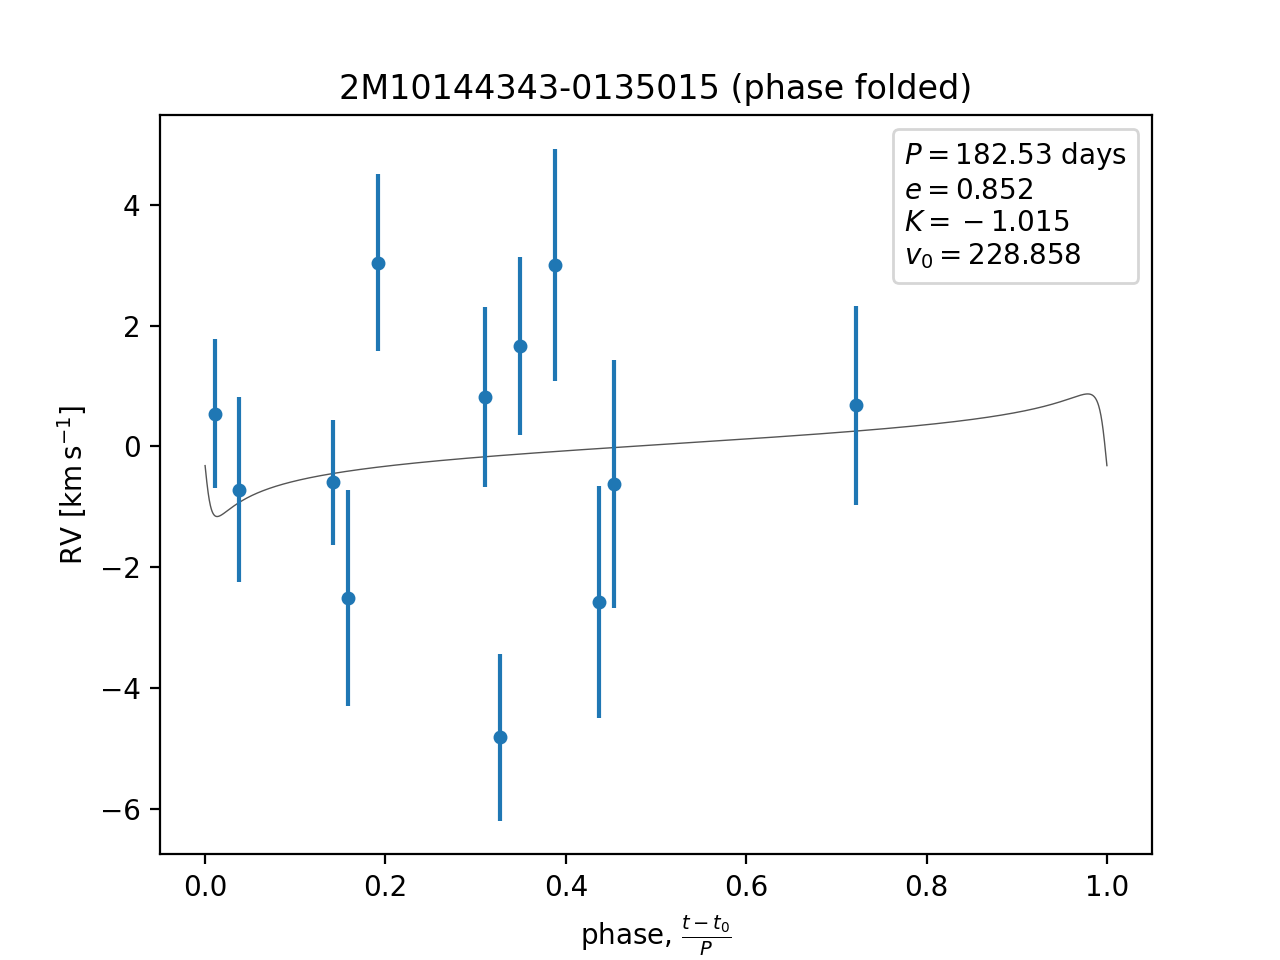 2M10144343-0135015 (phase folded)
P = 182.53 days
e = 0.852
K = −1.015
v₀ = 228.858
RV [km s⁻¹]
4
2
0
−2
−4
−6
0.0 0.2 0.4 0.6 0.8 1.0
phase, (t − t₀)/P